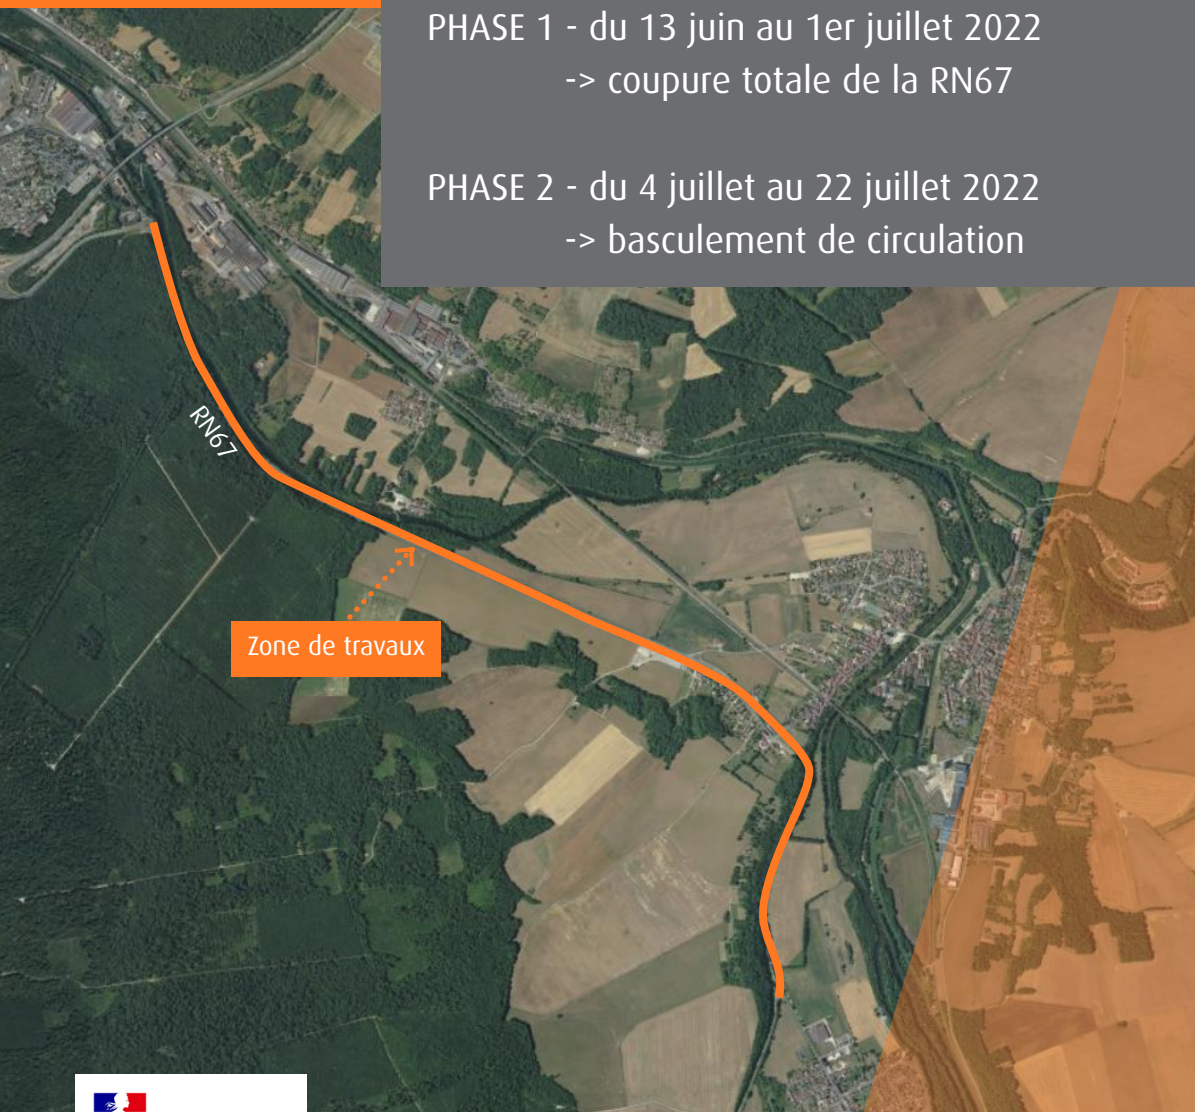 PHASE 1 - du 13 juin au 1er juillet 2022
-> coupure totale de la RN67
PHASE 2 - du 4 juillet au 22 juillet 2022
-> basculement de circulation
RN67
Zone de travaux